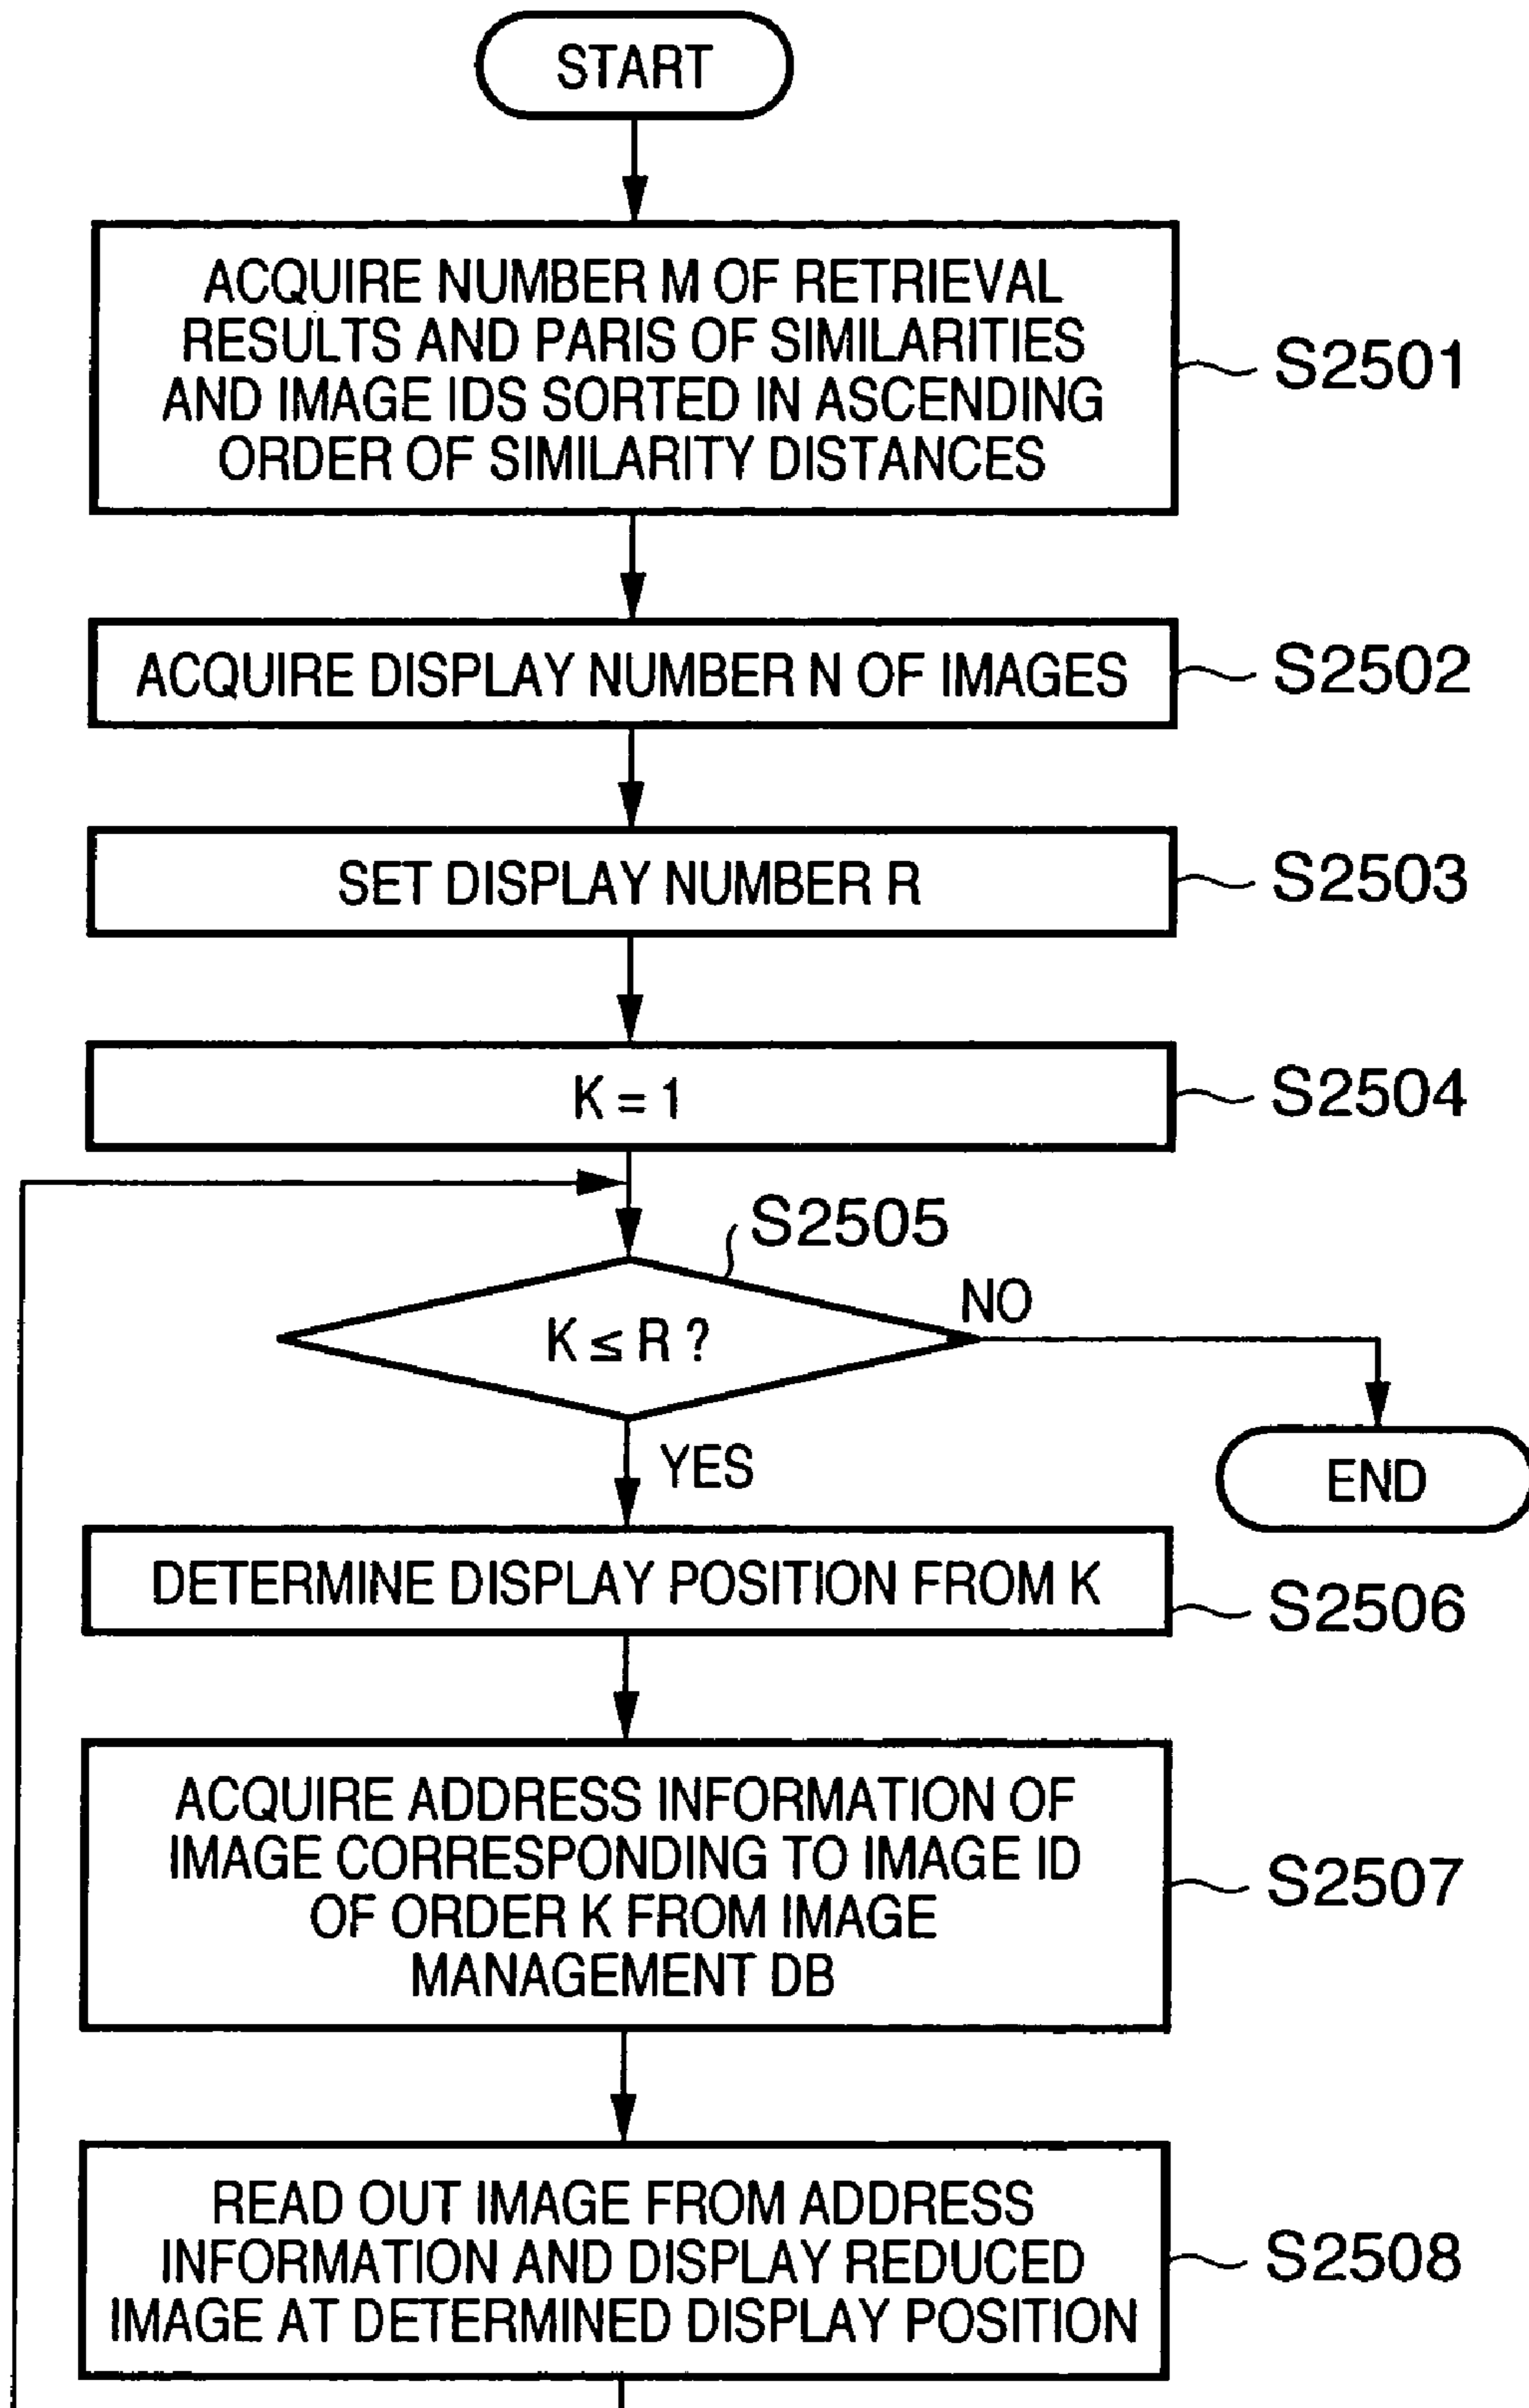 START
ACQUIRE NUMBER M OF RETRIEVAL
RESULTS AND PARIS OF SIMILARITIES
AND IMAGE IDS SORTED IN ASCENDING
ORDER OF SIMILARITY DISTANCES
S2501
ACQUIRE DISPLAY NUMBER N OF IMAGES
S2502
SET DISPLAY NUMBER R
S2503
K = 1
S2504
S2505
K ≤ R ?
NO
YES
END
DETERMINE DISPLAY POSITION FROM K
S2506
ACQUIRE ADDRESS INFORMATION OF
IMAGE CORRESPONDING TO IMAGE ID
OF ORDER K FROM IMAGE
MANAGEMENT DB
S2507
READ OUT IMAGE FROM ADDRESS
INFORMATION AND DISPLAY REDUCED
IMAGE AT DETERMINED DISPLAY POSITION
S2508